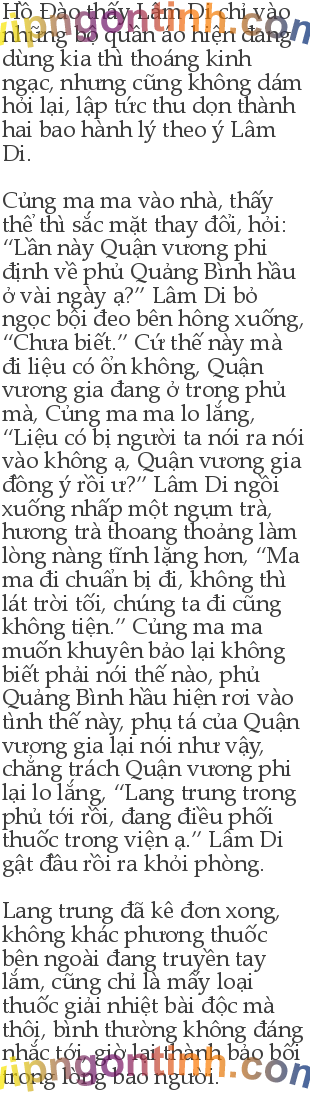 Hồ Đào thấy Lâm Di chỉ vào
những bộ quần áo hiện đang
dùng kia thì thoáng kinh
ngạc, nhưng cũng không dám
hỏi lại, lập tức thu dọn thành
hai bao hành lý theo ý Lâm
Di.
Củng ma ma vào nhà, thấy
thế thì sắc mặt thay đổi, hỏi:
“Lần này Quận vương phi
định về phủ Quảng Bình hầu
ở vài ngày ạ?” Lâm Di bỏ
ngọc bội đeo bên hông xuống,
“Chưa biết.” Cứ thế này mà
đi liệu có ổn không, Quận
vương gia đang ở trong phủ
mà, Củng ma ma lo lắng,
“Liệu có bị người ta nói ra nói
vào không ạ, Quận vương gia
đồng ý rồi ư?” Lâm Di ngồi
xuống nhấp một ngụm trà,
hương trà thoang thoảng làm
lòng nàng tĩnh lặng hơn, “Ma
ma đi chuẩn bị đi, không thì
lát trời tối, chúng ta đi cũng
không tiện.” Củng ma ma
muốn khuyên bảo lại không
biết phải nói thế nào, phủ
Quảng Bình hầu hiện rơi vào
tình thế này, phụ tá của Quận
vương gia lại nói như vậy,
chẳng trách Quận vương phi
lại lo lắng, “Lang trung trong
phủ tới rồi, đang điều phối
thuốc trong viện ạ.” Lâm Di
gật đầu rồi ra khỏi phòng.
Lang trung đã kê đơn xong,
không khác phương thuốc
bên ngoài đang truyền tay
lắm, cũng chỉ là mấy loại
thuốc giải nhiệt bài độc mà
thôi, bình thường không đáng
nhắc tới, giờ lại thành bảo bối
trong lòng bao người.
vipngontinh.com